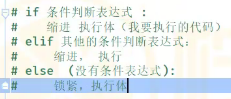 # if 条件判断表达式 :
#    缩进 执行体（我要执行的代码）
# elif 其他的条件判断表达式:
#    缩进, 执行
# else （没有条件表达式）:
#    锁紧，执行体